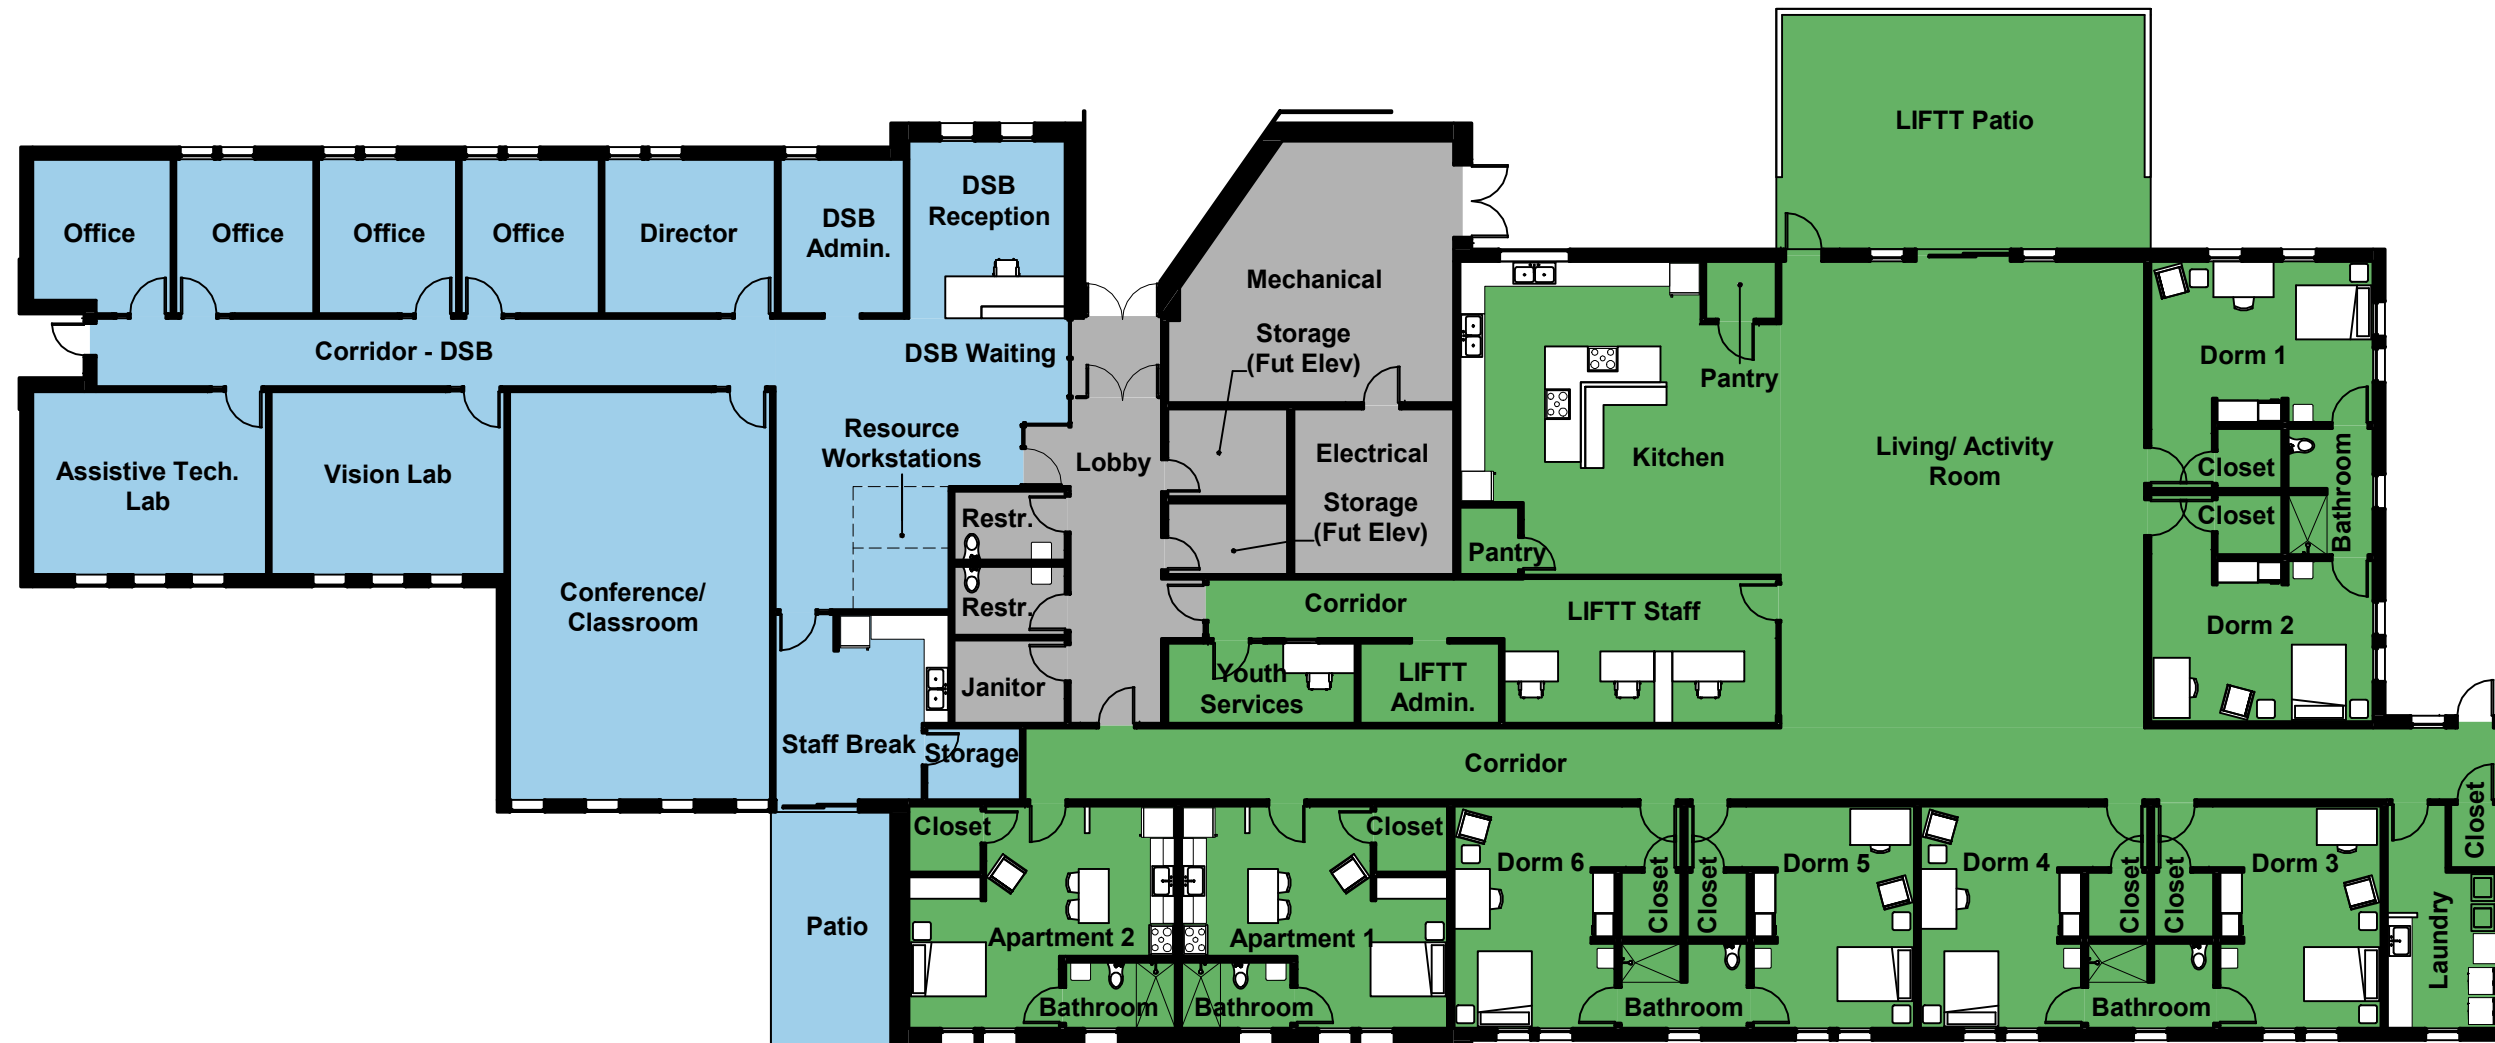 LIFTT Patio
DSB
Reception
Office
Office
Office
Office
Director
DSB
Admin.
Mechanical
Storage
(Fut Elev)
Corridor - DSB
DSB Waiting
Pantry
Dorm 1
Resource
Workstations
Lobby
Electrical
Kitchen
Living/ Activity
Room
Closet
Bathroom
Closet
Assistive Tech.
Lab
Vision Lab
Restr.
Storage
(Fut Elev)
Pantry
Conference/
Classroom
Restr.
Corridor
LIFTT Staff
Dorm 2
Janitor
Youth
Services
LIFTT
Admin.
Staff Break
Storage
Corridor
Closet
Closet
Closet
Dorm 6
Closet
Closet
Dorm 5
Dorm 4
Closet
Closet
Dorm 3
Patio
Apartment 2
Apartment 1
Laundry
Bathroom
Bathroom
Bathroom
Bathroom